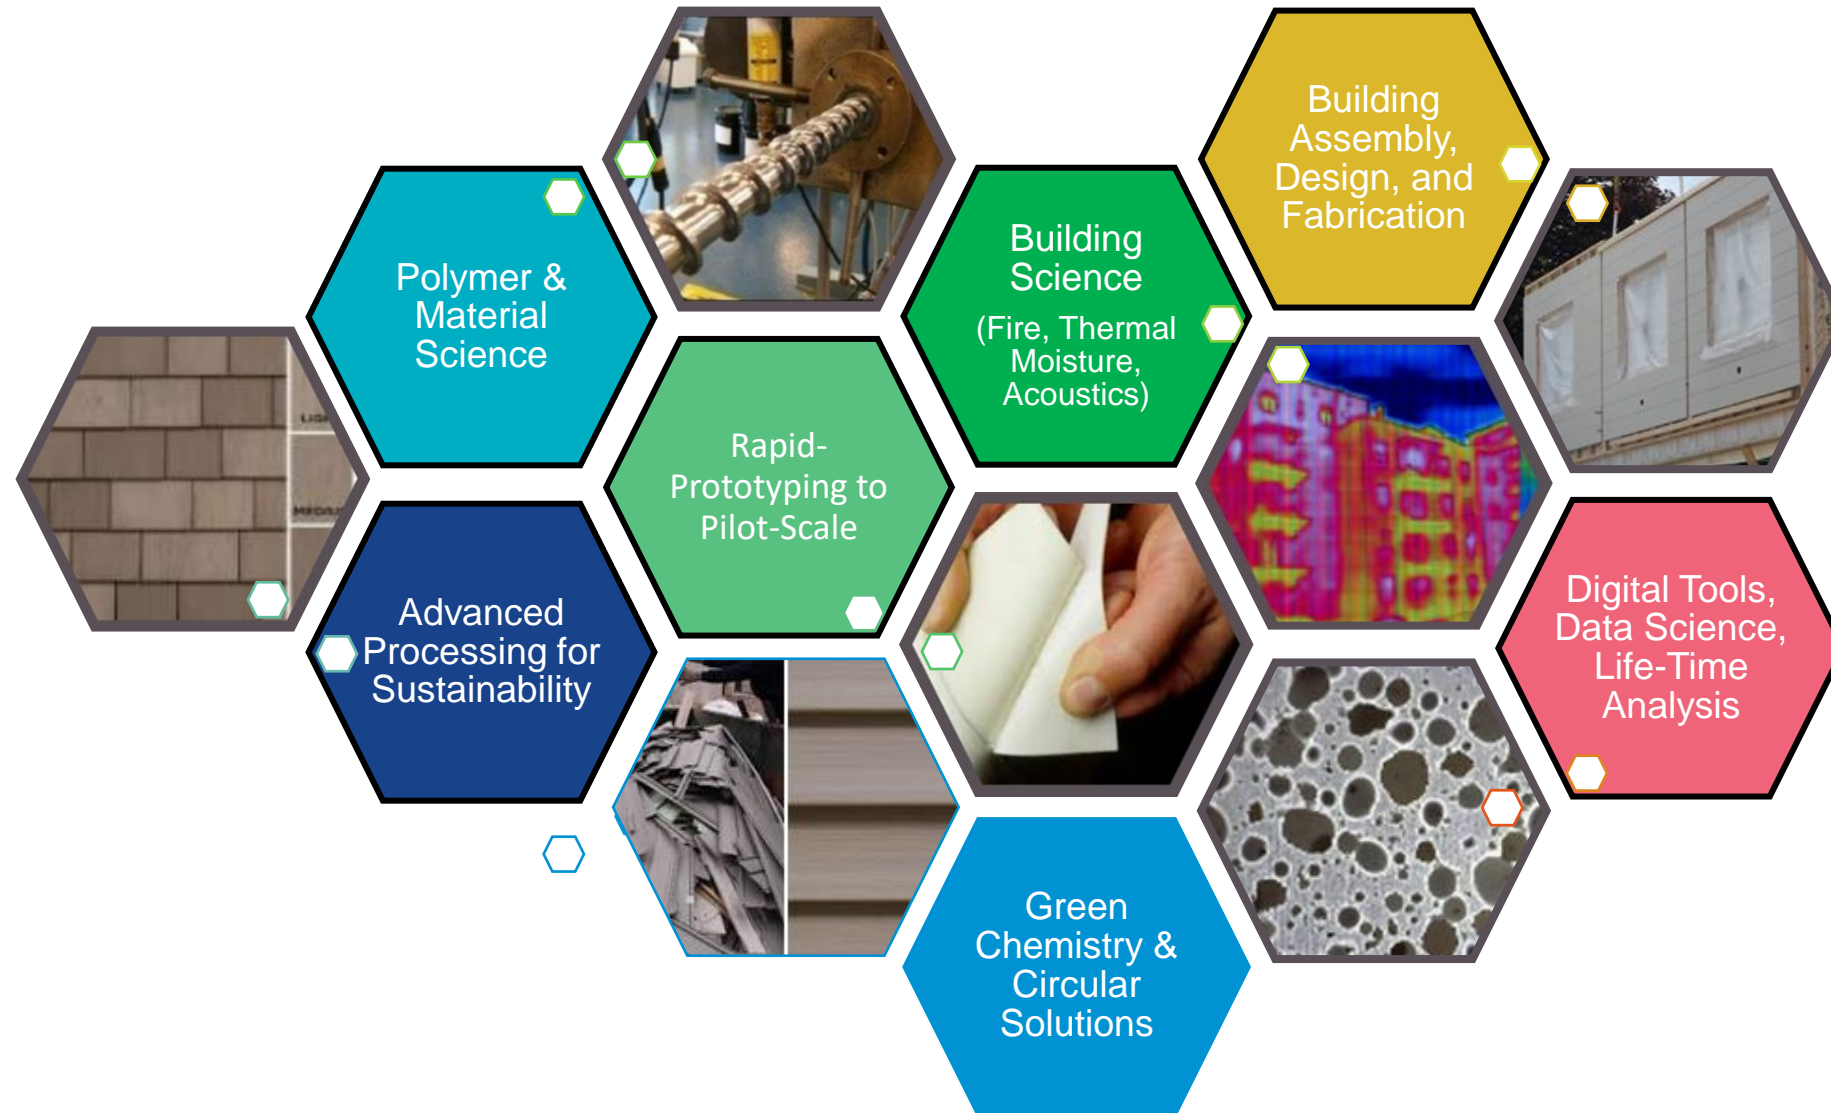 Building
Assembly,
Design, and
Fabrication
Building
Science
(Fire, Thermal
Moisture,
Acoustics)
Polymer &
Material
Science
Rapid-
Prototyping to
Pilot-Scale
Advanced
Processing for
Sustainability
Digital Tools,
Data Science,
Life-Time
Analysis
Green
Chemistry &
Circular
Solutions